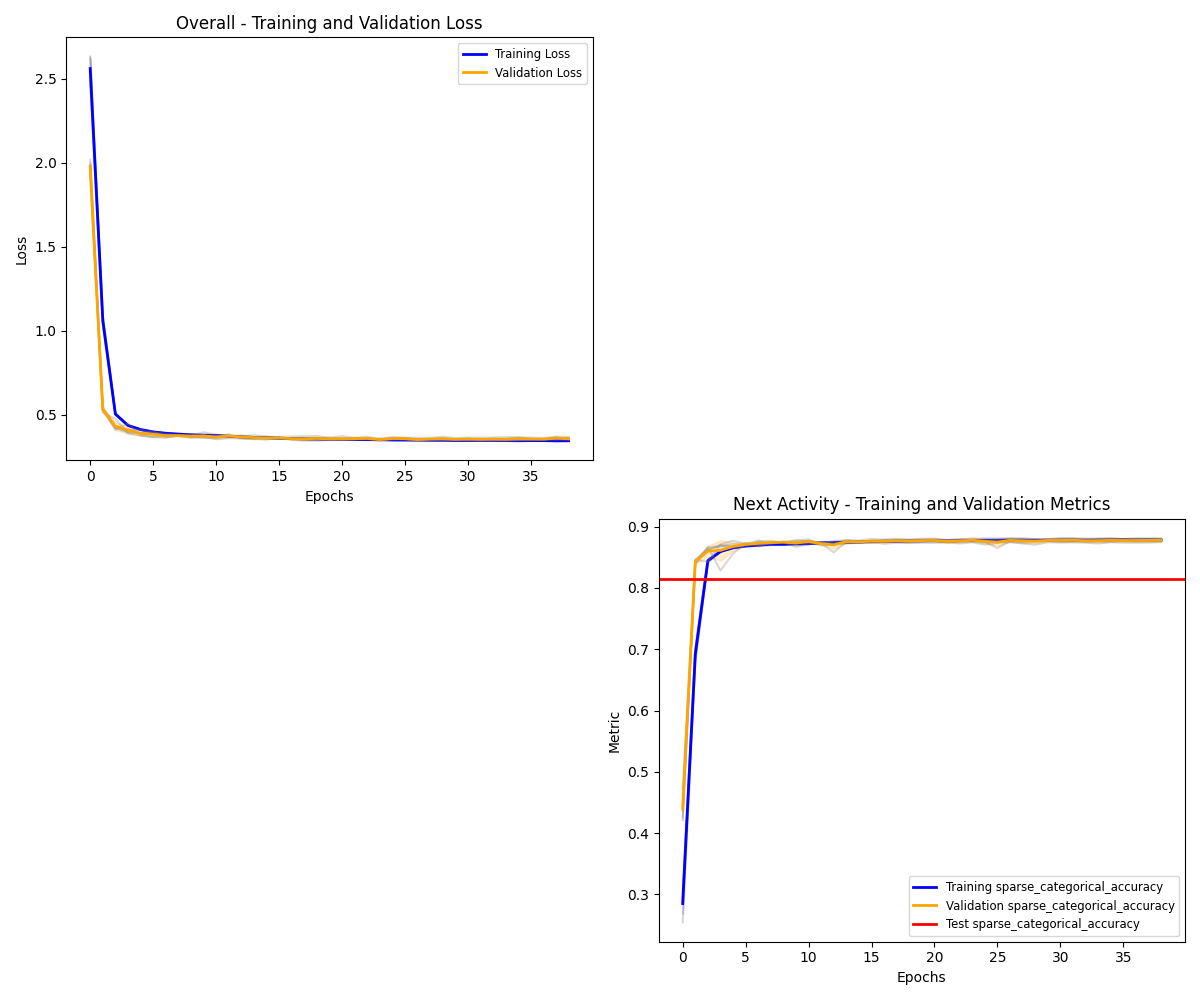 Overall - Training and Validation Loss
Training Loss
Validation Loss
2.5
2.0
1.5
1.0
0.5
Loss
0 5 10 15 20 25 30 35
Epochs
Next Activity - Training and Validation Metrics
0.9
0.8
0.7
0.6
0.5
0.4
0.3
Metric
Training sparse_categorical_accuracy
Validation sparse_categorical_accuracy
Test sparse_categorical_accuracy
0 5 10 15 20 25 30 35
Epochs